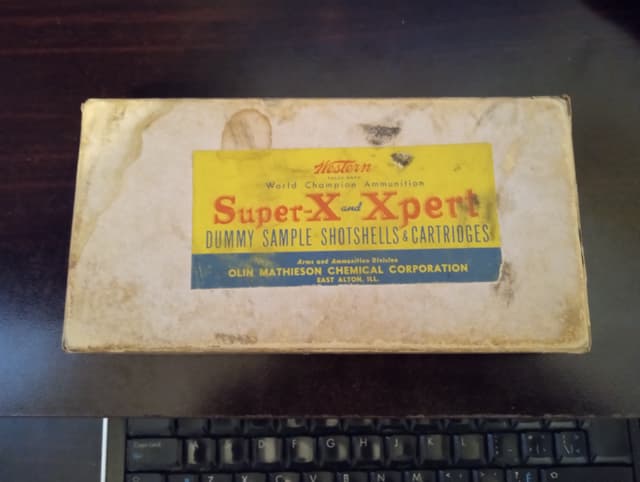 Western
World Champion Ammunition
Super-X and Xpert
DUMMY SAMPLE SHOTSHELLS & CARTRIDGES
Arms and Ammunition Division
OLIN MATHIESON CHEMICAL CORPORATION
EAST ALTON, ILL.
A S D F G H J K L
Z X C V B N M